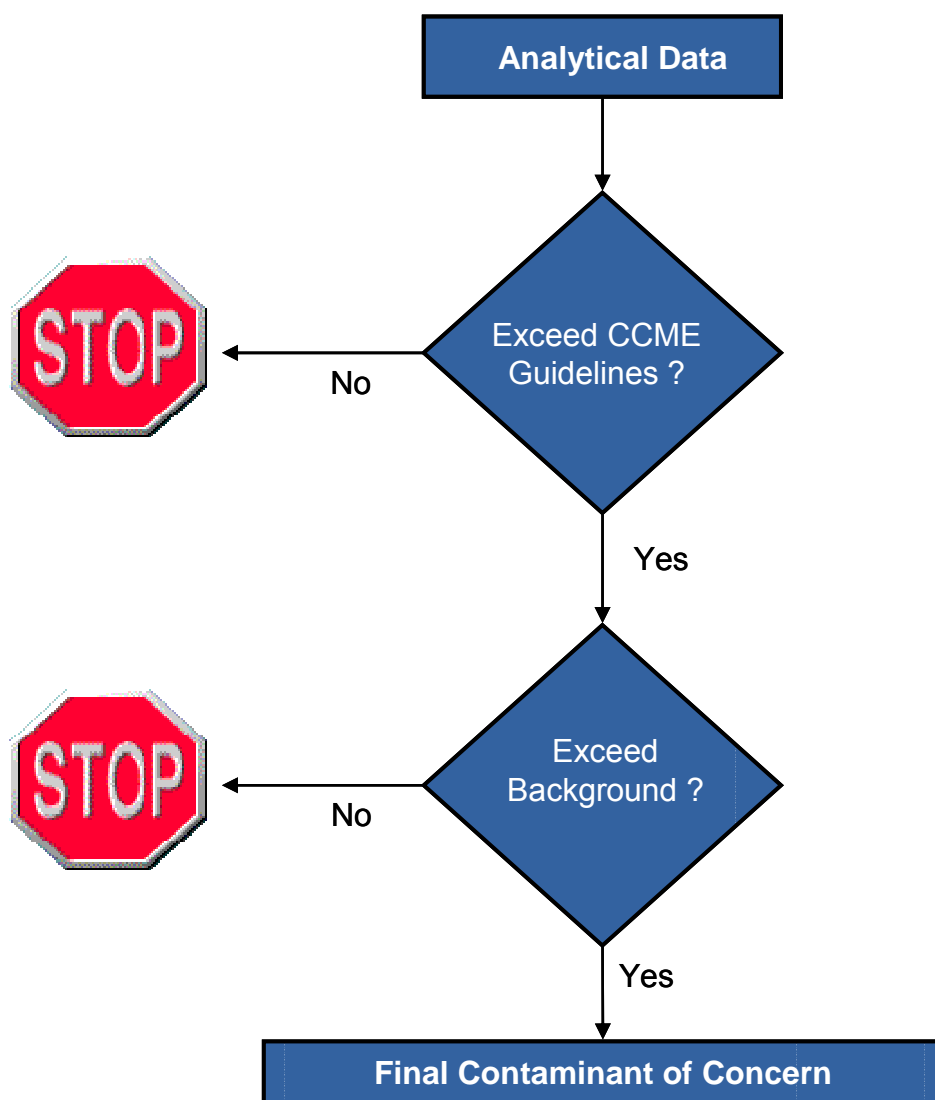 Analytical Data
Exceed CCME
Guidelines ?
STOP
No
Yes
Exceed
Background ?
STOP
No
Yes
Final Contaminant of Concern